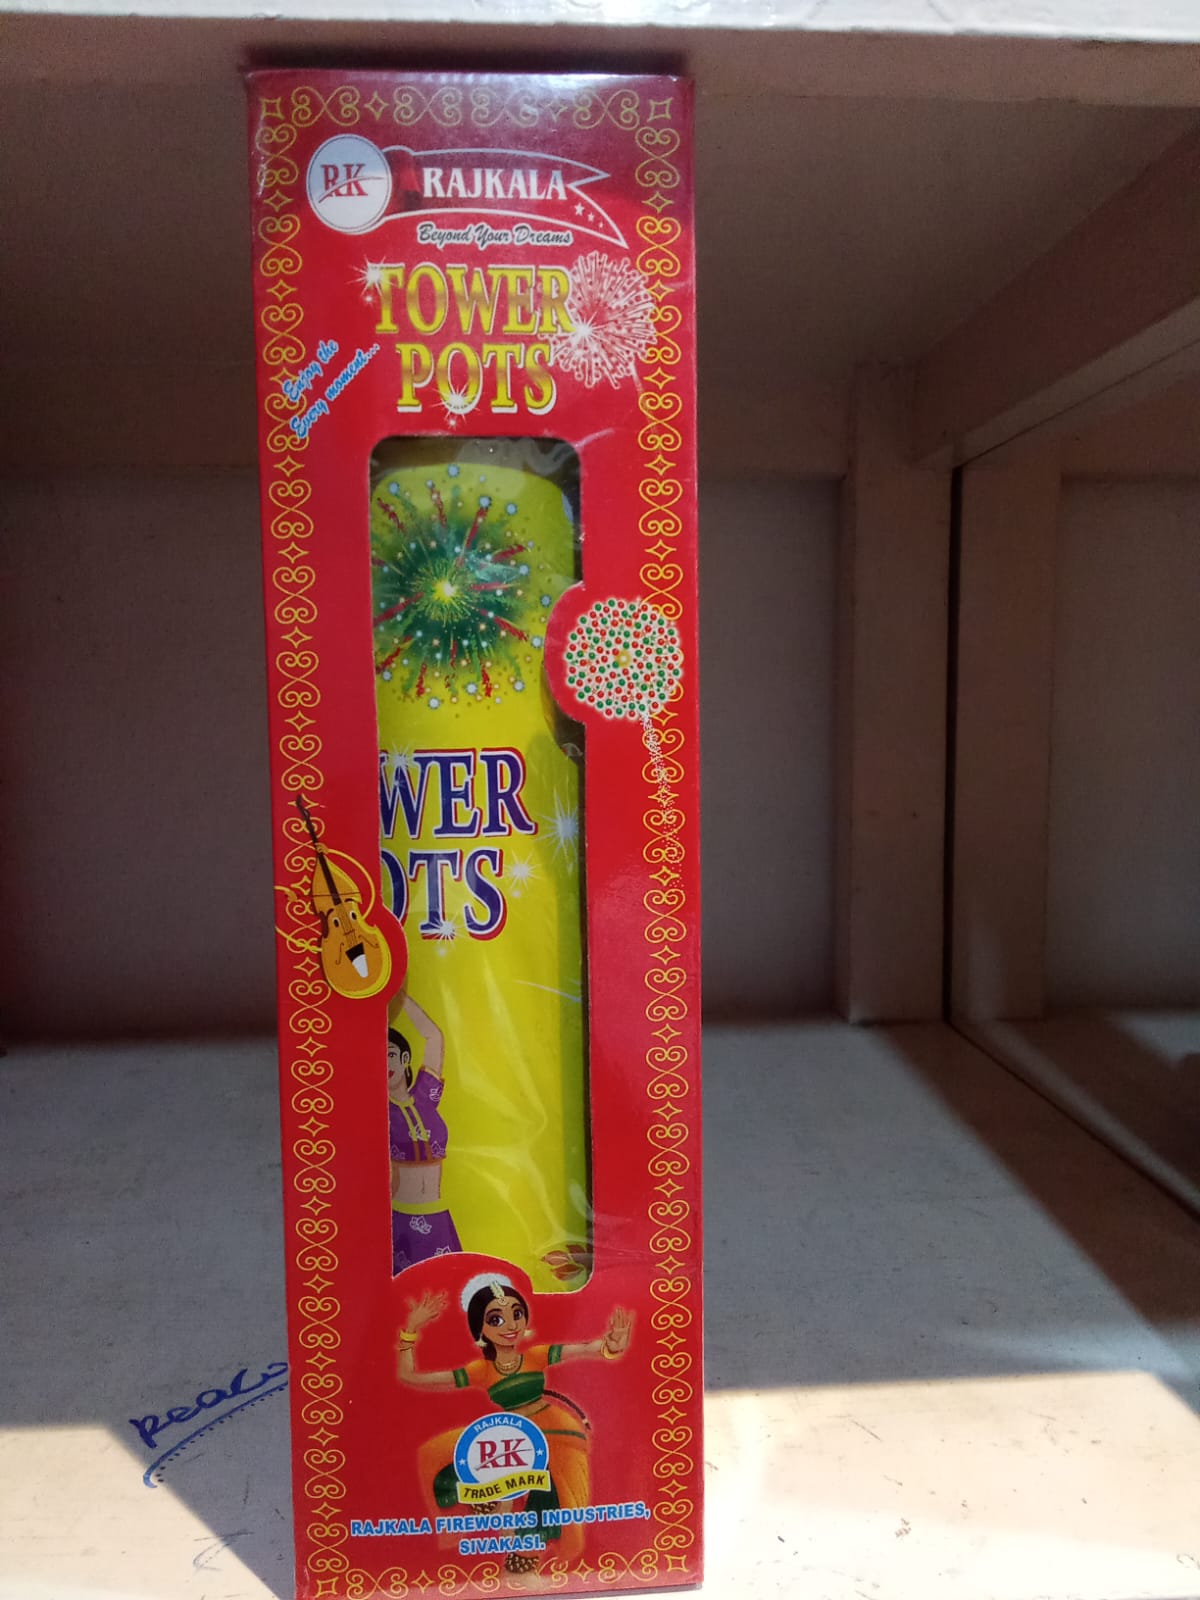 RK
RAJKALA
Beyond Your Dreams
TOWER
POTS
Enjoy the
Every moment...
WER
OTS
RAJKALA
RK
TRADE MARK
RAJKALA FIREWORKS INDUSTRIES,
SIVAKASI.